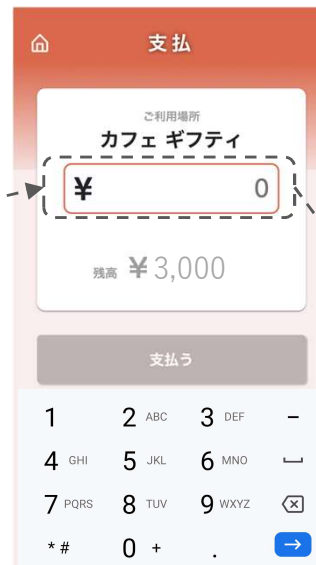 支払
ご利用場所
カフェ ギフティ
¥ 0
残高 ¥3,000
支払う
1 2 ABC 3 DEF −
4 GHI 5 JKL 6 MNO
7 PQRS 8 TUV 9 WXYZ
* # 0 + .